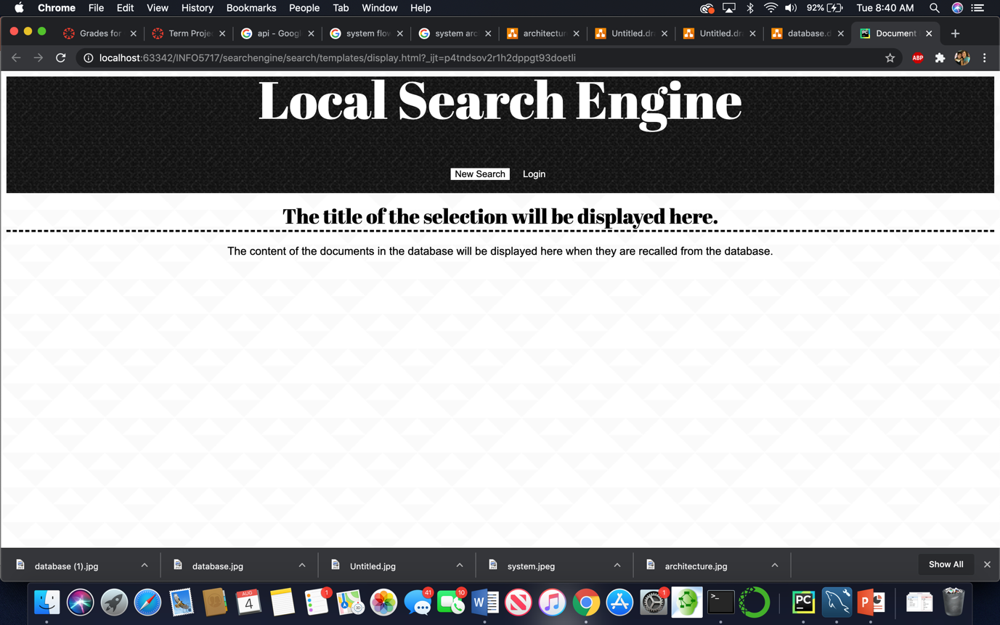 Chrome File Edit View History Bookmarks People Tab Window Help 92% Tue 8:40 AM
Grades for Term Projec api - Googl system flow system arc architectur Untitled.dr Untitled.dr database.d Document
localhost:63342/INFO5717/searchengine/search/templates/display.html?_ijt=p4tndsov2r1h2dppgt93doetli ABP
Local Search Engine
New Search Login
The title of the selection will be displayed here.
The content of the documents in the database will be displayed here when they are recalled from the database.
database (1).jpg database.jpg Untitled.jpg system.jpeg architecture.jpg Show All
AUG 4 1 41 10 W 1 >_ PC P